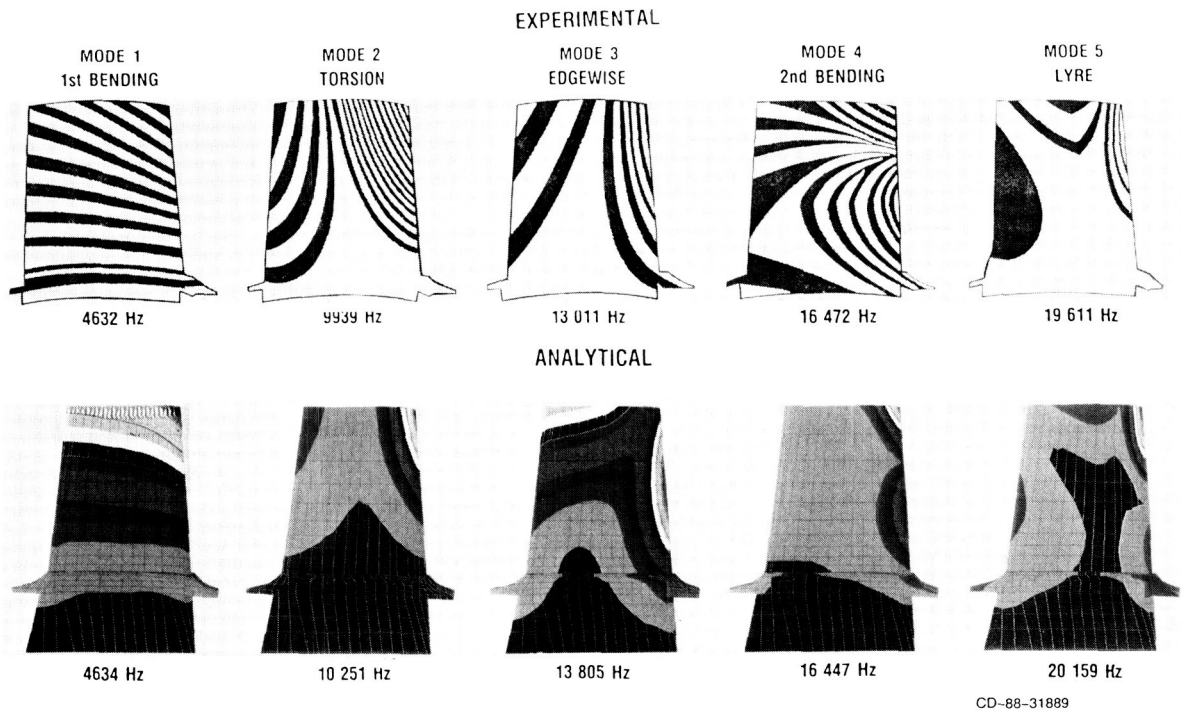 EXPERIMENTAL
MODE 1 MODE 2 MODE 3 MODE 4 MODE 5
1st BENDING TORSION EDGEWISE 2nd BENDING LYRE
4632 Hz 9939 Hz 13 011 Hz 16 472 Hz 19 611 Hz
ANALYTICAL
4634 Hz 10 251 Hz 13 805 Hz 16 447 Hz 20 159 Hz
CD-88-31889